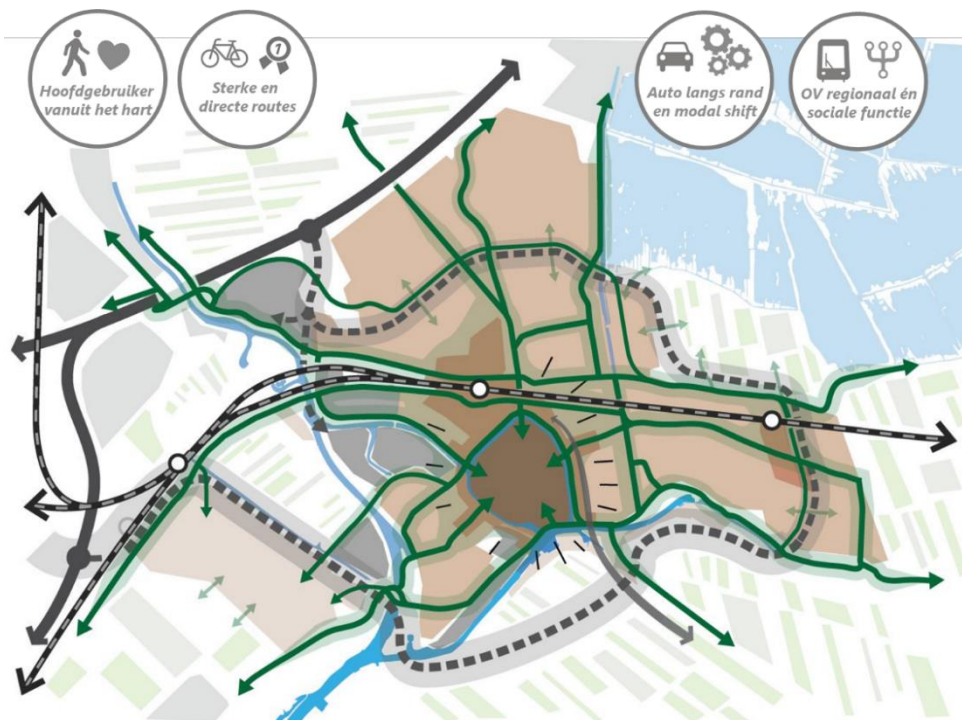 Hoofdgebruiker
vanuit het hart
1
Sterke en
directe routes
Auto langs rand
en modal shift
OV regionaal én
sociale functie